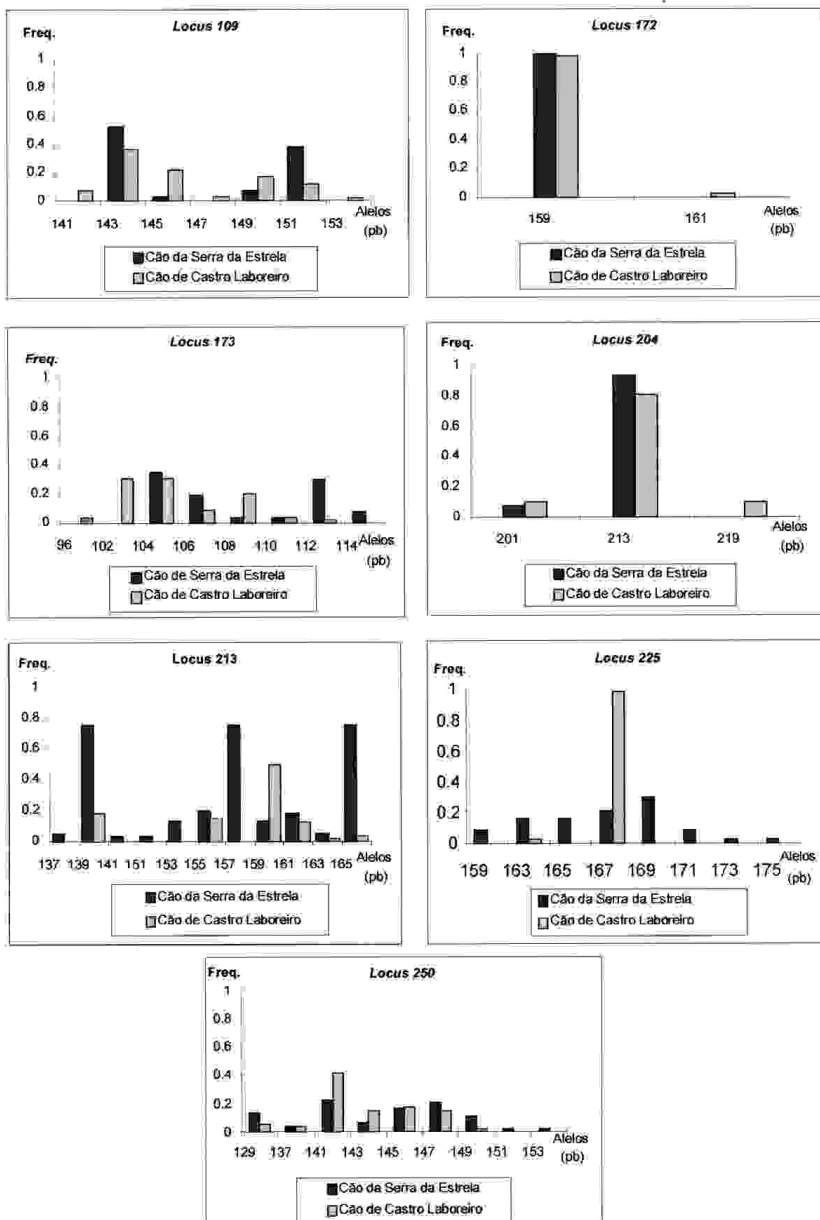 Locus 109
Freq.
1
0.8
0.6
0.4
0.2
0
141 143 145 147 149 151 153 Alelos
(pb)
Cão da Serra da Estrela
Cão de Castro Laboreiro
Locus 172
Freq.
1
0.8
0.6
0.4
0.2
0
159 161 Alelos
(pb)
Cão da Serra da Estrela
Cão de Castro Laboreiro
Locus 173
Freq.
1
0.8
0.6
0.4
0.2
0
96 102 104 106 108 110 112 114 Alelos
(pb)
Cão de Serra da Estrela
Cão de Castro Laboreiro
Locus 204
Freq.
1
0.8
0.6
0.4
0.2
0
201 213 219 Alelos
(pb)
Cão da Serra da Estrela
Cão de Castro Laboreiro
Locus 213
Freq.
1
0.8
0.6
0.4
0.2
0
137 139 141 151 153 155 157 159 161 163 165 Alelos
(pb)
Cão da Serra da Estrela
Cão de Castro Laboreiro
Locus 225
Freq.
1
0.8
0.6
0.4
0.2
0
159 163 165 167 169 171 173 175 Alelos
(pb)
Cão da Serra da Estrela
Cão de Castro Laboreiro
Locus 250
Freq.
1
0.8
0.6
0.4
0.2
0
129 137 141 143 145 147 149 151 153 Alelos
(pb)
Cão da Serra da Estrela
Cão de Castro Laboreiro